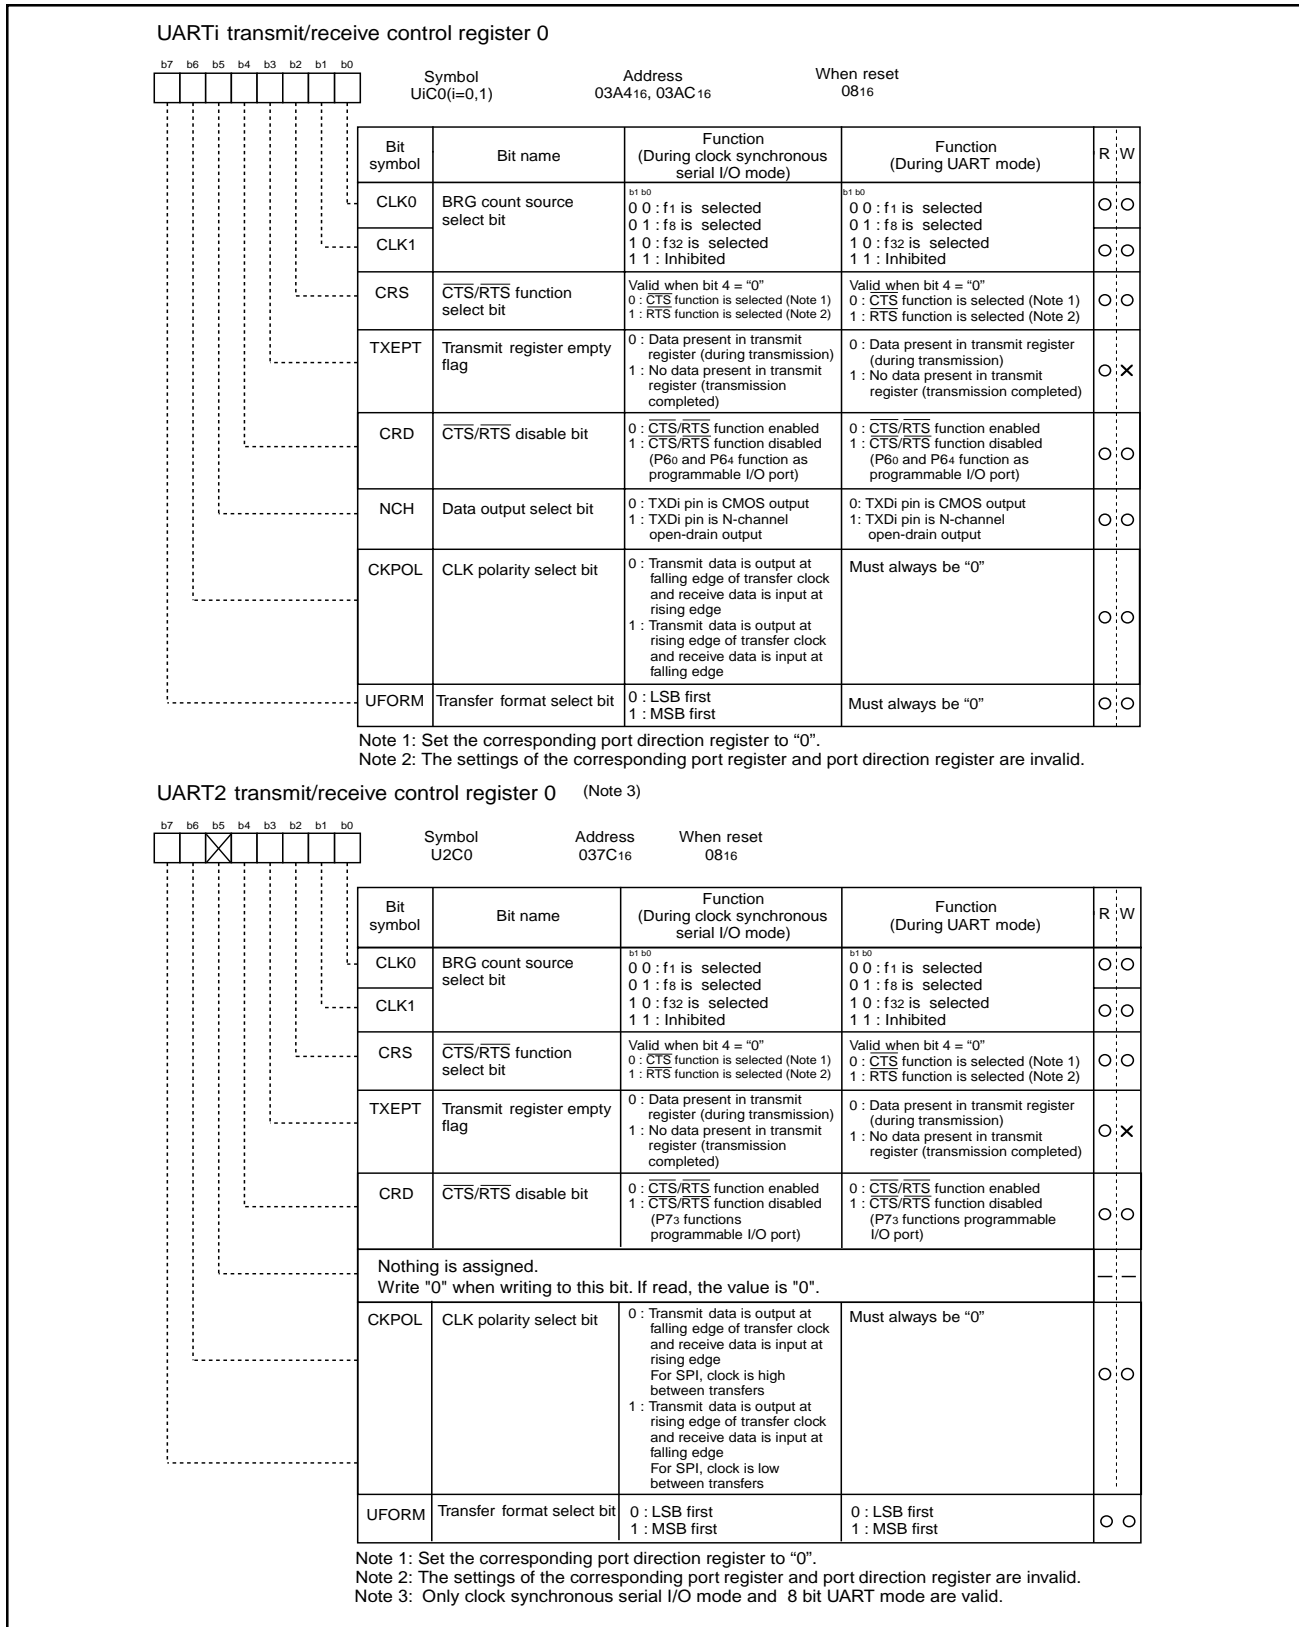 UARTi transmit/receive control register 0
b7 b6 b5 b4 b3 b2 b1 b0
Symbol Address When reset
UiC0(i=0,1) 03A416, 03AC16 0816
Bit symbol Bit name Function (During clock synchronous serial I/O mode) Function (During UART mode) R W
CLK0 BRG count source select bit
CLK1
b1 b0
0 0 : f1 is selected
0 1 : f8 is selected
1 0 : f32 is selected
1 1 : Inhibited
b1 b0
0 0 : f1 is selected
0 1 : f8 is selected
1 0 : f32 is selected
1 1 : Inhibited
CRS CTS/RTS function select bit
Valid when bit 4 = “0”
0 : CTS function is selected (Note 1)
1 : RTS function is selected (Note 2)
Valid when bit 4 = “0”
0 : CTS function is selected (Note 1)
1 : RTS function is selected (Note 2)
TXEPT Transmit register empty flag
0 : Data present in transmit
register (during transmission)
1 : No data present in transmit
register (transmission
completed)
0 : Data present in transmit register
(during transmission)
1 : No data present in transmit
register (transmission completed)
CRD CTS/RTS disable bit
0 : CTS/RTS function enabled
1 : CTS/RTS function disabled
(P60 and P64 function as
programmable I/O port)
0 : CTS/RTS function enabled
1 : CTS/RTS function disabled
(P60 and P64 function as
programmable I/O port)
NCH Data output select bit
0 : TXDi pin is CMOS output
1 : TXDi pin is N-channel
open-drain output
0: TXDi pin is CMOS output
1: TXDi pin is N-channel
open-drain output
CKPOL CLK polarity select bit
0 : Transmit data is output at
falling edge of transfer clock
and receive data is input at
rising edge
1 : Transmit data is output at
rising edge of transfer clock
and receive data is input at
falling edge
Must always be “0”
UFORM Transfer format select bit
0 : LSB first
1 : MSB first
Must always be “0”
Note 1: Set the corresponding port direction register to “0”.
Note 2: The settings of the corresponding port register and port direction register are invalid.
UART2 transmit/receive control register 0 (Note 3)
b7 b6 b5 b4 b3 b2 b1 b0
Symbol Address When reset
U2C0 037C16 0816
Bit symbol Bit name Function (During clock synchronous serial I/O mode) Function (During UART mode) R W
CLK0 BRG count source select bit
CLK1
b1 b0
0 0 : f1 is selected
0 1 : f8 is selected
1 0 : f32 is selected
1 1 : Inhibited
b1 b0
0 0 : f1 is selected
0 1 : f8 is selected
1 0 : f32 is selected
1 1 : Inhibited
CRS CTS/RTS function select bit
Valid when bit 4 = “0”
0 : CTS function is selected (Note 1)
1 : RTS function is selected (Note 2)
Valid when bit 4 = “0”
0 : CTS function is selected (Note 1)
1 : RTS function is selected (Note 2)
TXEPT Transmit register empty flag
0 : Data present in transmit
register (during transmission)
1 : No data present in transmit
register (transmission
completed)
0 : Data present in transmit register
(during transmission)
1 : No data present in transmit
register (transmission completed)
CRD CTS/RTS disable bit
0 : CTS/RTS function enabled
1 : CTS/RTS function disabled
(P73 functions
programmable I/O port)
0 : CTS/RTS function enabled
1 : CTS/RTS function disabled
(P73 functions programmable
I/O port)
Nothing is assigned.
Write "0" when writing to this bit. If read, the value is "0".
CKPOL CLK polarity select bit
0 : Transmit data is output at
falling edge of transfer clock
and receive data is input at
rising edge
For SPI, clock is high
between transfers
1 : Transmit data is output at
rising edge of transfer clock
and receive data is input at
falling edge
For SPI, clock is low
between transfers
Must always be “0”
UFORM Transfer format select bit
0 : LSB first
1 : MSB first
0 : LSB first
1 : MSB first
Note 1: Set the corresponding port direction register to “0”.
Note 2: The settings of the corresponding port register and port direction register are invalid.
Note 3: Only clock synchronous serial I/O mode and 8 bit UART mode are valid.